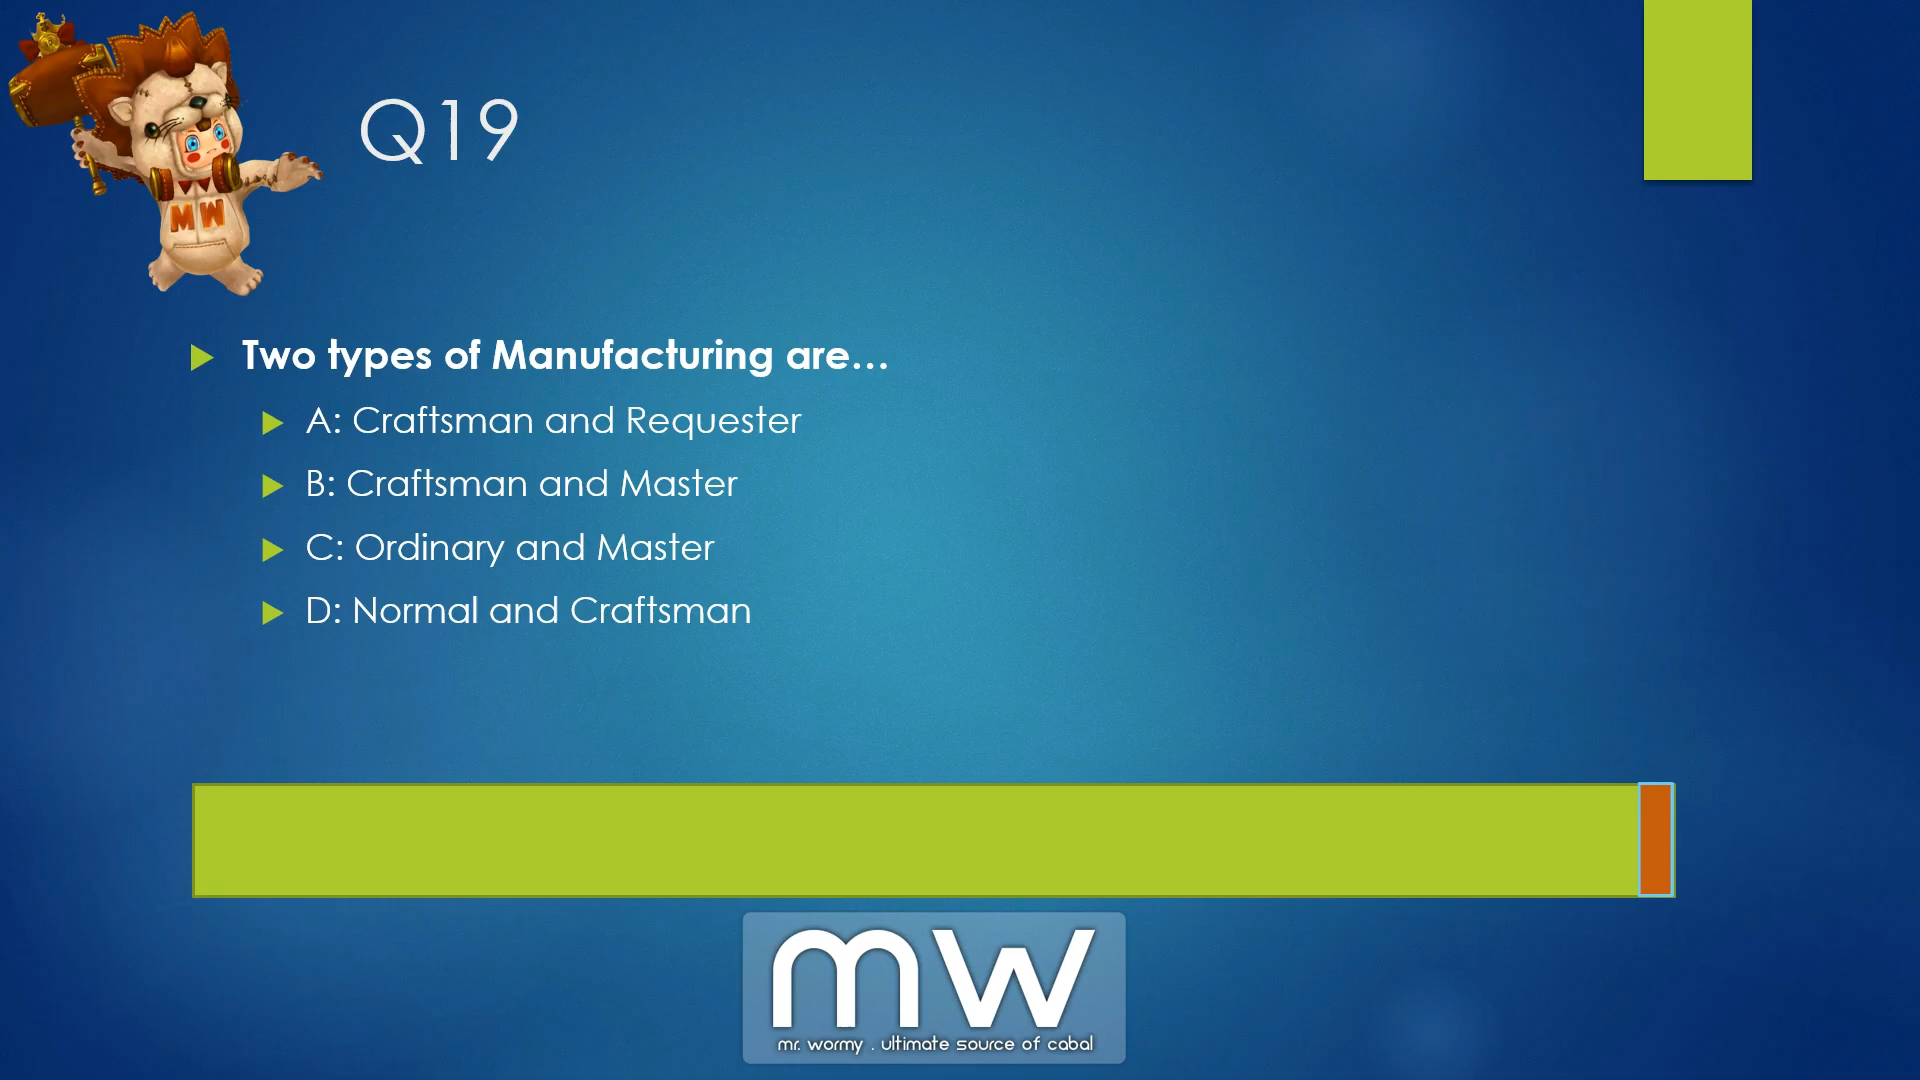 Q19
MW
Two types of Manufacturing are...
A: Craftsman and Requester
B: Craftsman and Master
C: Ordinary and Master
D: Normal and Craftsman
mw
mr. wormy . ultimate source of cabal